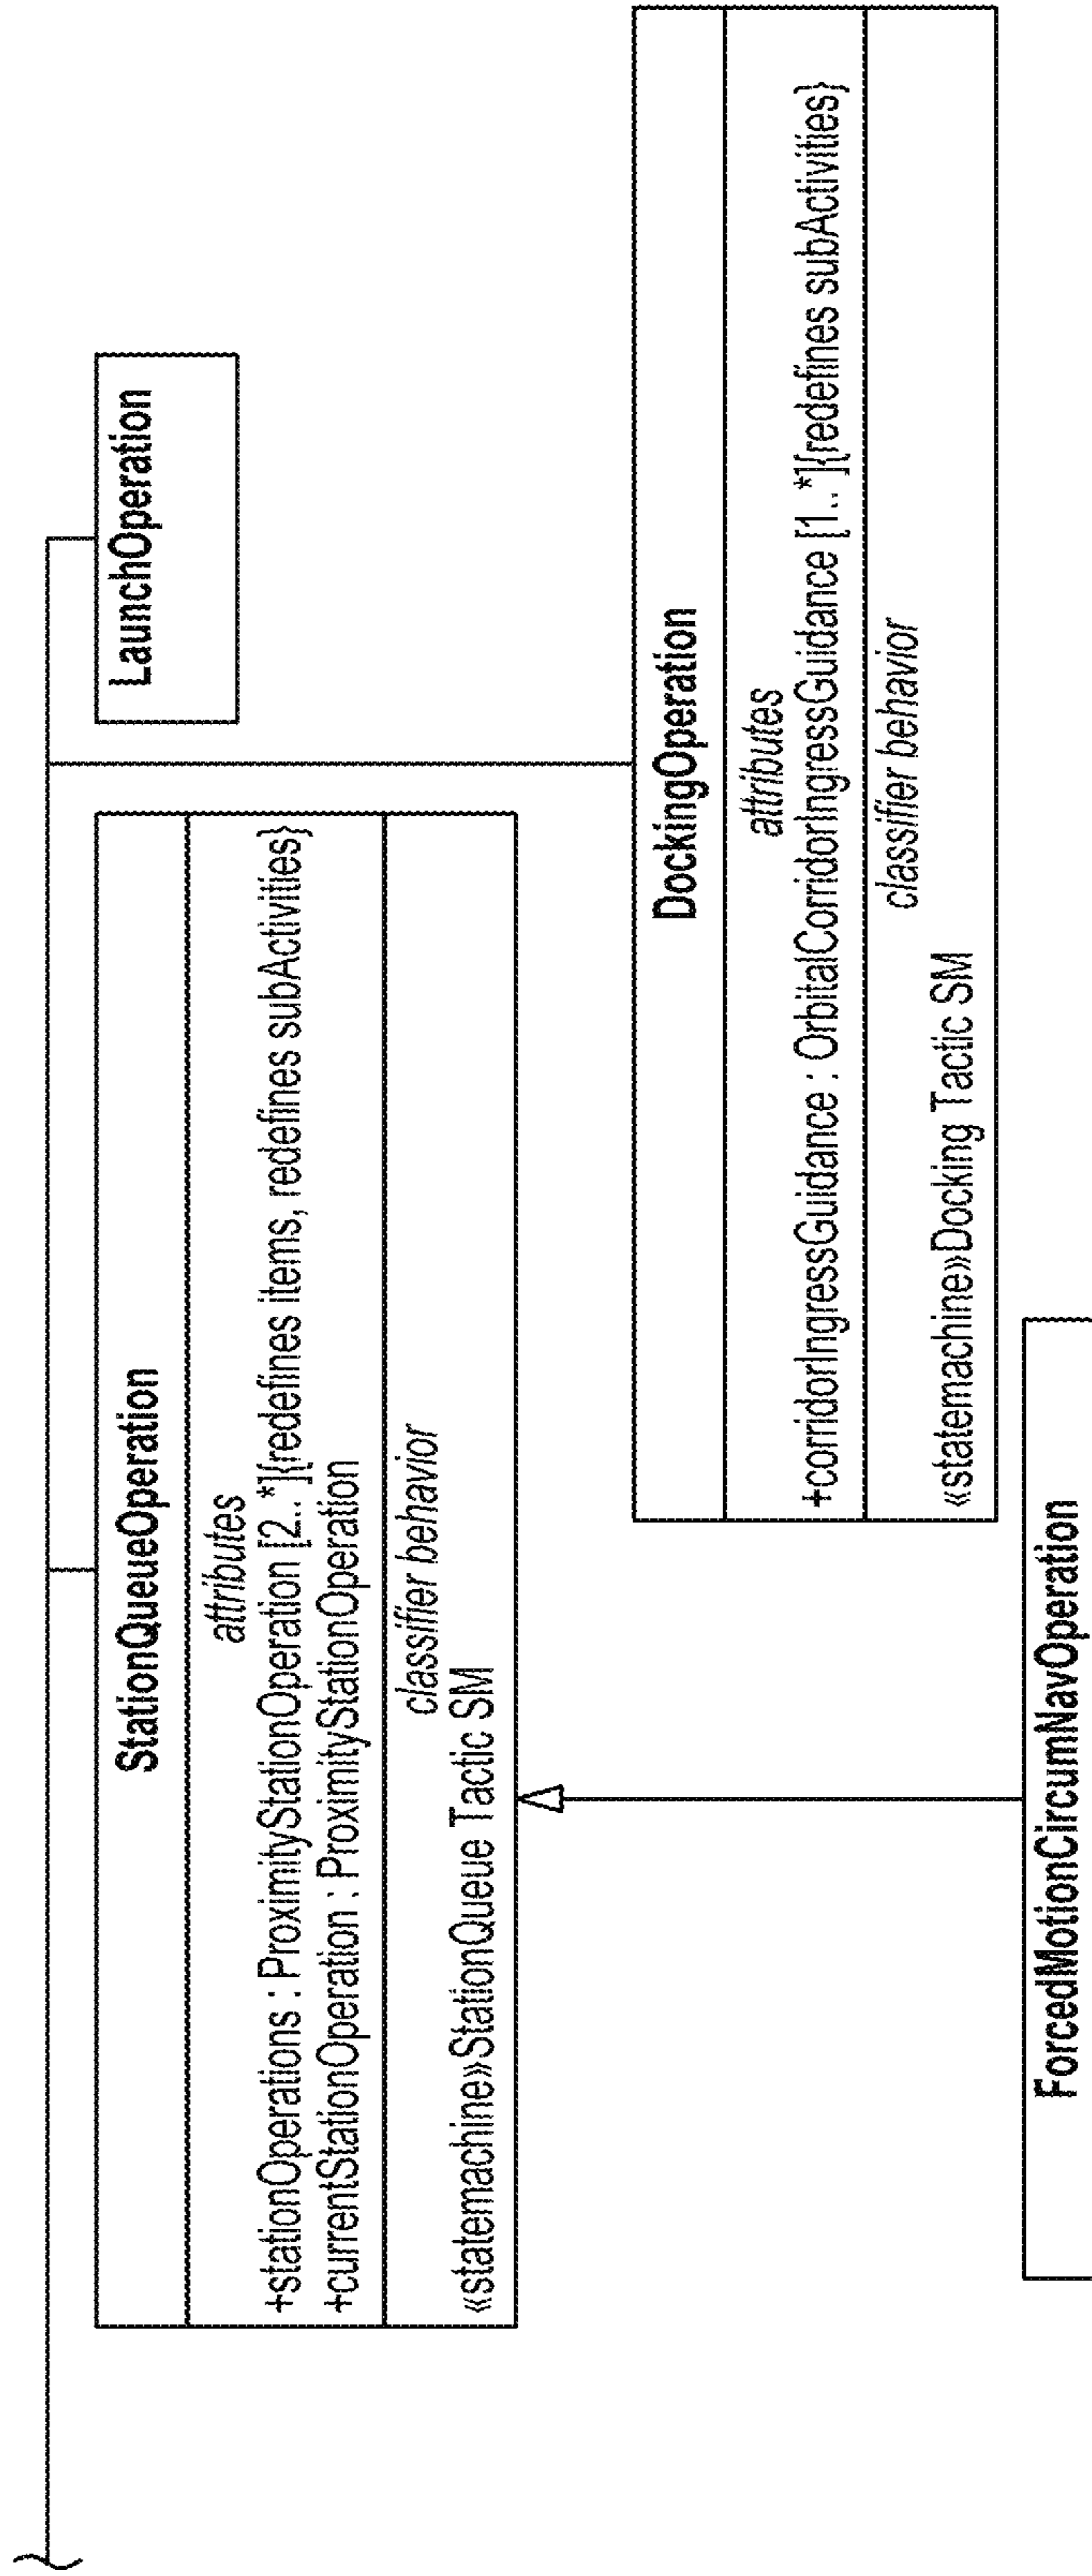 StationQueueOperation
attributes
+stationOperations : ProximityStationOperation [2..*]{redefines items, redefines subActivities}
+currentStationOperation : ProximityStationOperation
classifier behavior
«statemachine»StationQueue Tactic SM
LaunchOperation
DockingOperation
attributes
+corridorIngressGuidance : OrbitalCorridorIngressGuidance [1..*]{redefines subActivities}
classifier behavior
«statemachine»Docking Tactic SM
ForcedMotionCircumNavOperation